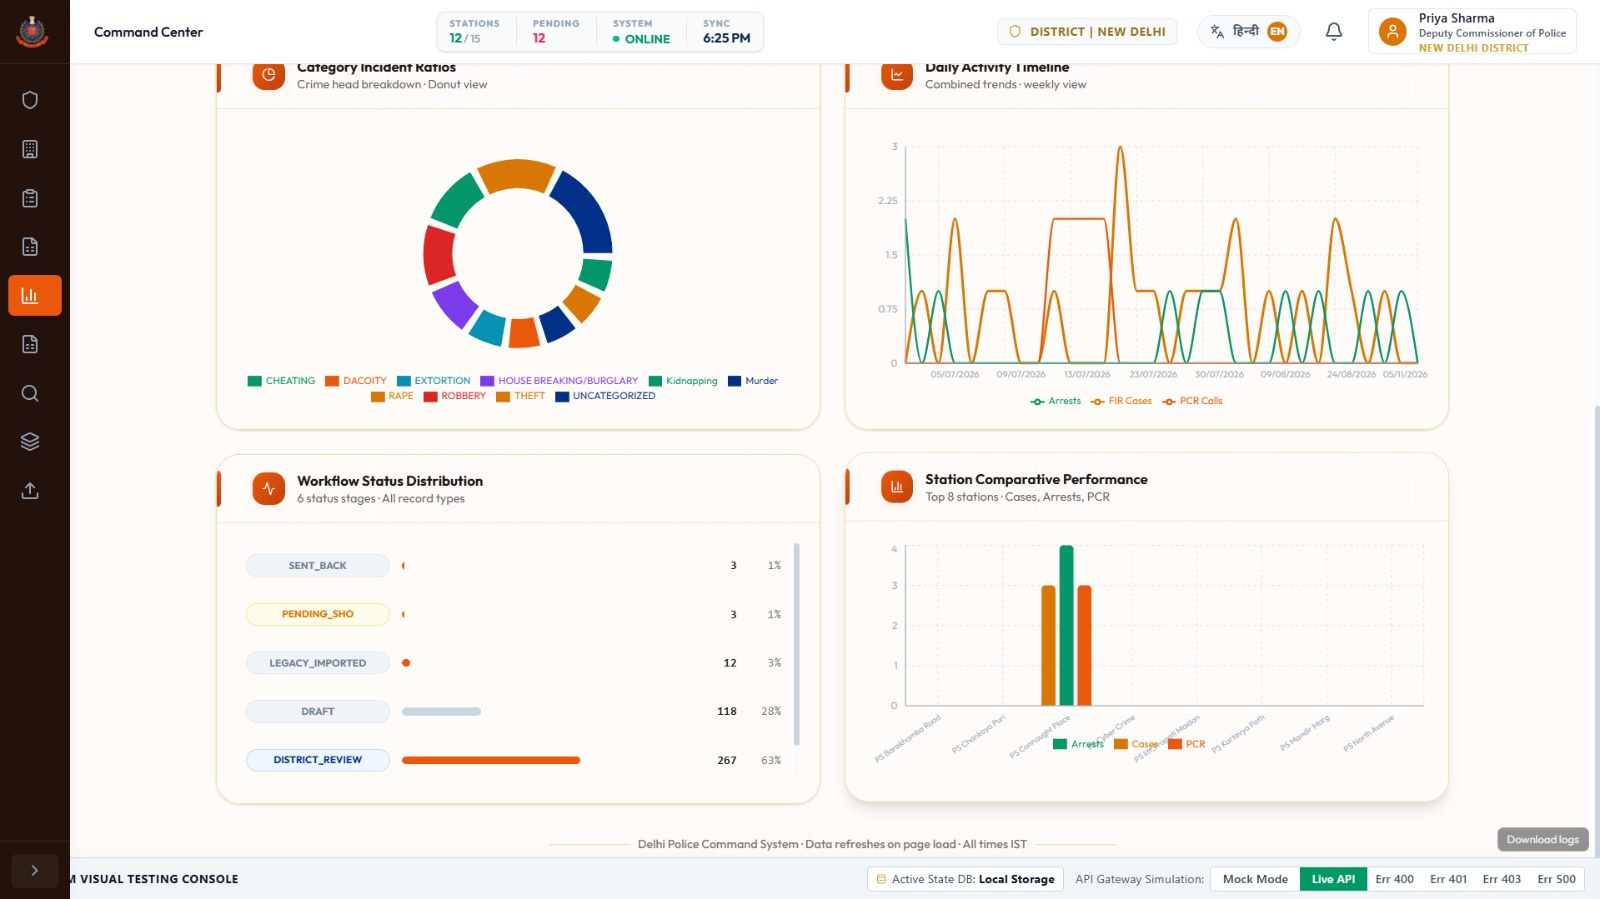 Command Center
STATIONS
12 / 15
PENDING
12
SYSTEM
ONLINE
SYNC
6:25 PM
DISTRICT | NEW DELHI
हिन्दी EN
Priya Sharma
Deputy Commissioner of Police
NEW DELHI DISTRICT
Category Incident Ratios
Crime head breakdown · Donut view
CHEATING DACOITY EXTORTION HOUSE BREAKING/BURGLARY Kidnapping Murder
RAPE ROBBERY THEFT UNCATEGORIZED
Daily Activity Timeline
Combined trends · weekly view
3
2.25
1.5
0.75
0
05/07/2026 09/07/2026 13/07/2026 23/07/2026 30/07/2026 09/08/2026 24/08/2026 05/11/2026
Arrests FIR Cases PCR Calls
Workflow Status Distribution
6 status stages · All record types
SENT_BACK 3 1%
PENDING_SHO 3 1%
LEGACY_IMPORTED 12 3%
DRAFT 118 28%
DISTRICT_REVIEW 267 63%
Station Comparative Performance
Top 8 stations · Cases, Arrests, PCR
4
3
2
1
0
PS Barakhamba Road
PS Chankaya Puri
PS Connaught Place
Cyber Crime
Maidan
PS Kartavya Path
PS Mandir Marg
PS North Avenue
Arrests Cases PCR
Delhi Police Command System · Data refreshes on page load · All times IST
Download logs
M VISUAL TESTING CONSOLE
Active State DB: Local Storage
API Gateway Simulation: Mock Mode Live API Err 400 Err 401 Err 403 Err 500